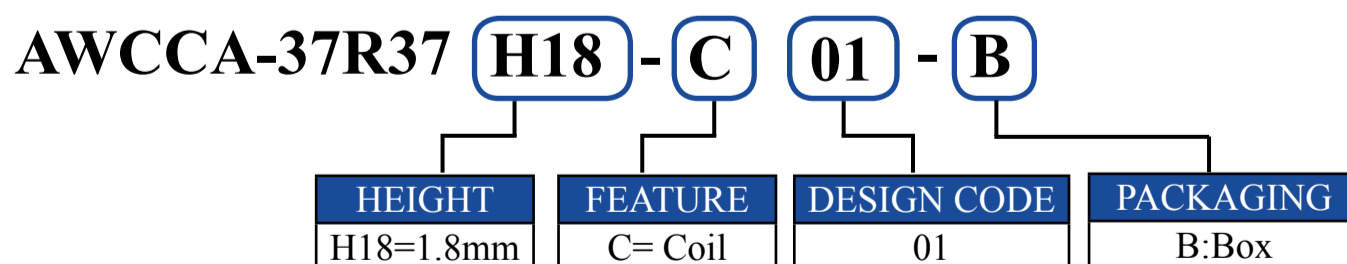 AWCCA-37R37 H18 - C 01 - B
HEIGHT FEATURE DESIGN CODE PACKAGING
H18=1.8mm C= Coil 01 B:Box